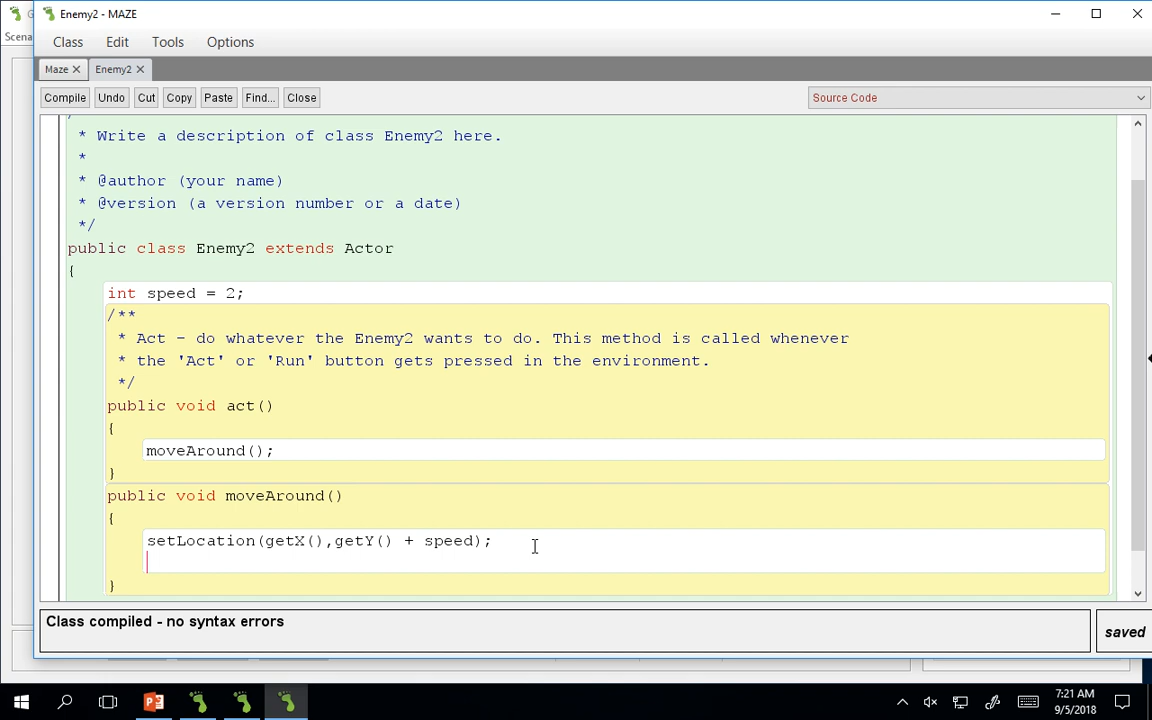 Enemy2 - MAZE
Scena
Class Edit Tools Options
Maze Enemy2
Compile Undo Cut Copy Paste Find... Close Source Code
* Write a description of class Enemy2 here.
*
* @author (your name)
* @version (a version number or a date)
*/
public class Enemy2 extends Actor
{
int speed = 2;
/**
* Act - do whatever the Enemy2 wants to do. This method is called whenever
* the 'Act' or 'Run' button gets pressed in the environment.
*/
public void act()
{
moveAround();
}
public void moveAround()
{
setLocation(getX(),getY() + speed);
}
Class compiled - no syntax errors
saved
7:21 AM
9/5/2018